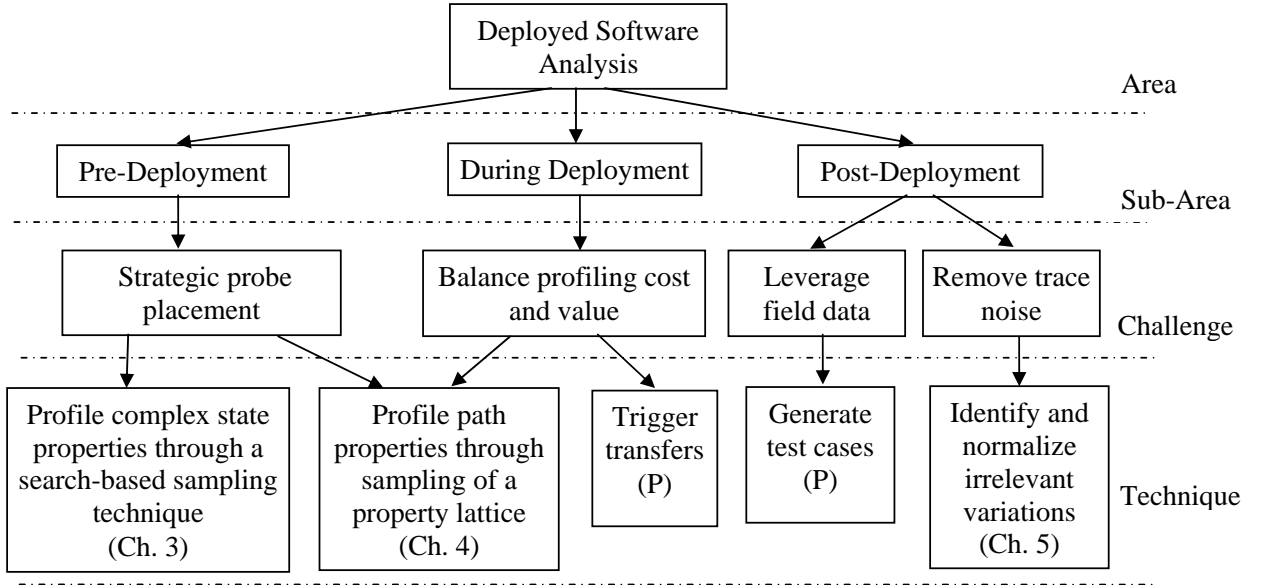 Deployed Software
Analysis
Area
Pre-Deployment
During Deployment
Post-Deployment
Sub-Area
Strategic probe
placement
Balance profiling cost
and value
Leverage
field data
Remove trace
noise
Challenge
Profile complex state
properties through a
search-based sampling
technique
(Ch. 3)
Profile path
properties through
sampling of a
property lattice
(Ch. 4)
Trigger
transfers
(P)
Generate
test cases
(P)
Identify and
normalize
irrelevant
variations
(Ch. 5)
Technique